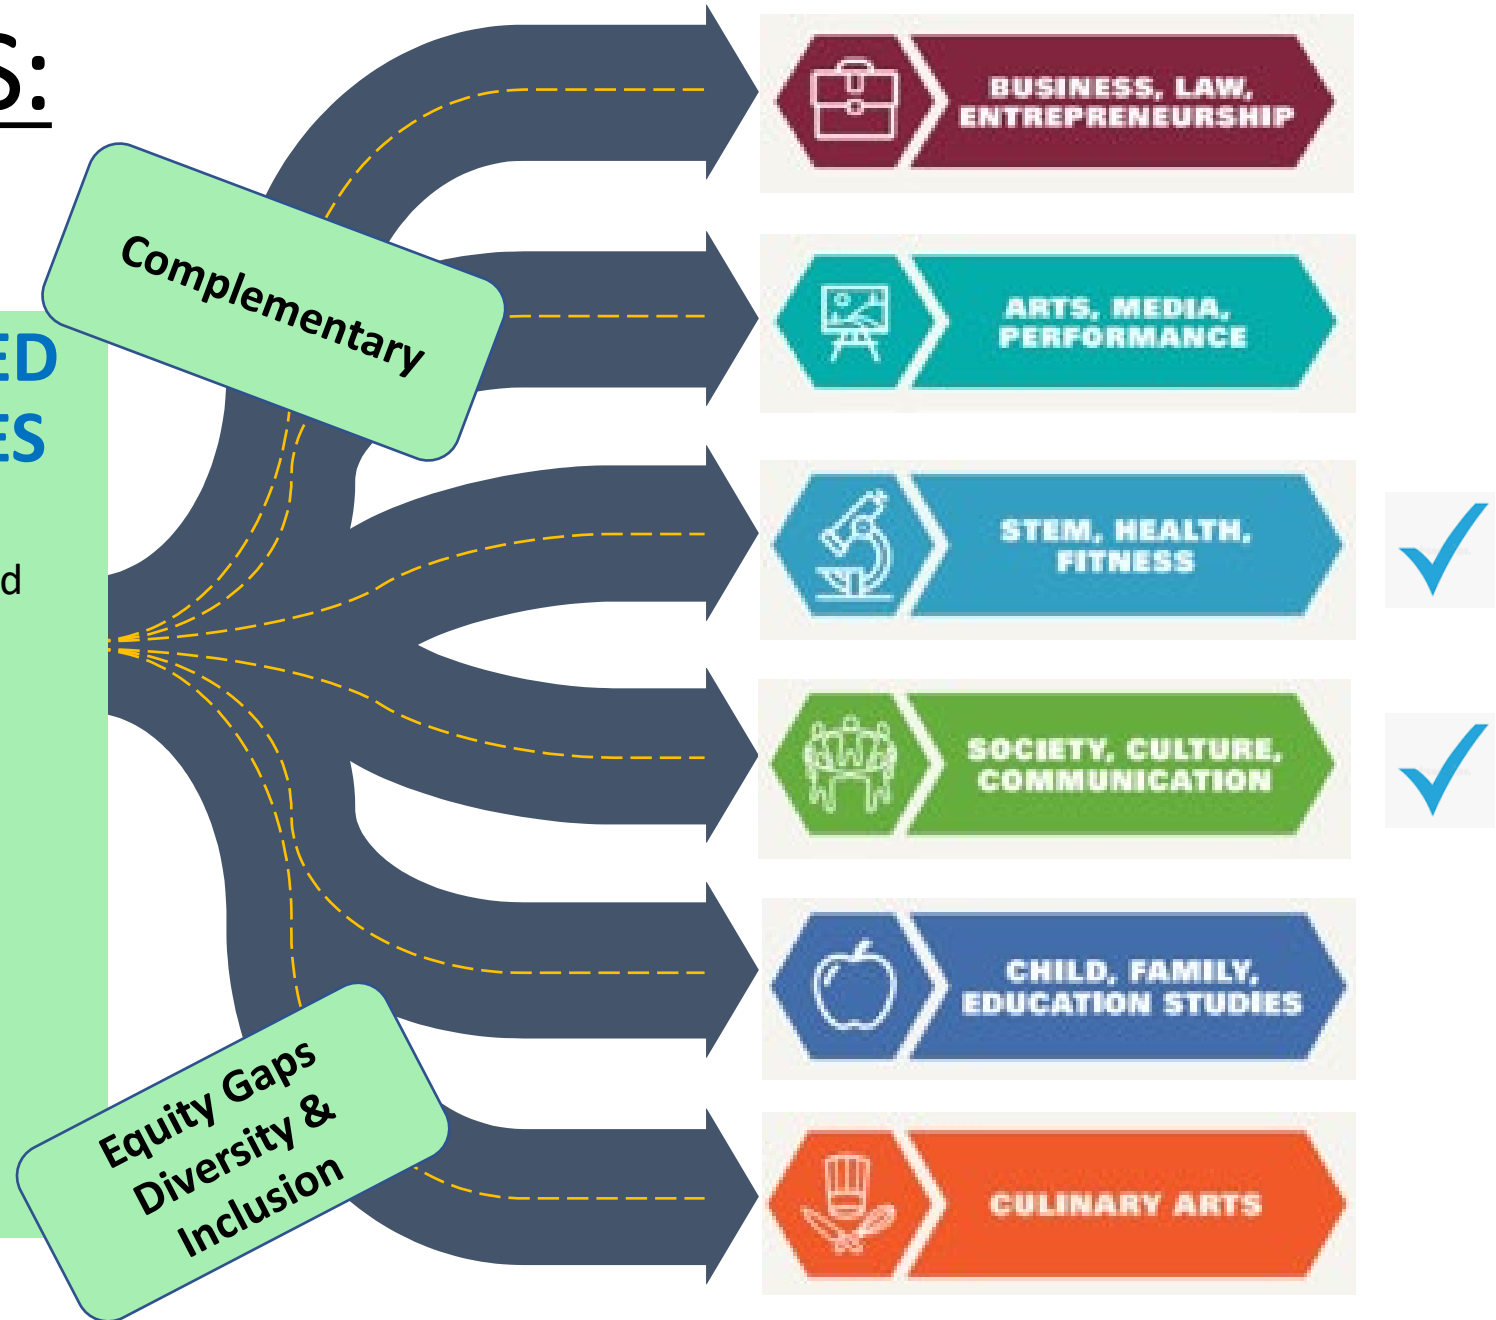 S:
Complementary
ED
ES
d
Equity Gaps
Diversity &
Inclusion
BUSINESS, LAW,
ENTREPRENEURSHIP
ARTS, MEDIA,
PERFORMANCE
STEM, HEALTH,
FITNESS
SOCIETY, CULTURE,
COMMUNICATION
CHILD, FAMILY,
EDUCATION STUDIES
CULINARY ARTS